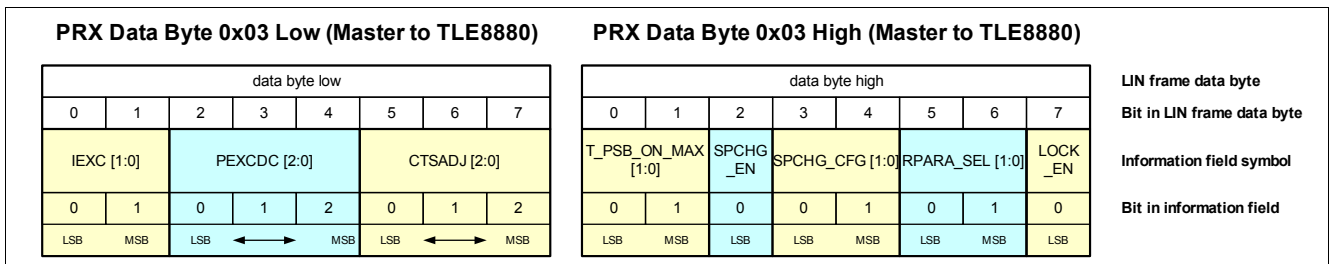 PRX Data Byte 0x03 Low (Master to TLE8880) PRX Data Byte 0x03 High (Master to TLE8880)
data byte low data byte high LIN frame data byte
0 1 2 3 4 5 6 7 0 1 2 3 4 5 6 7 Bit in LIN frame data byte
IEXC [1:0] PEXCDC [2:0] CTSADJ [2:0] T_PSB_ON_MAX [1:0] SPCHG _EN SPCHG_CFG [1:0] RPARA_SEL [1:0] LOCK _EN Information field symbol
0 1 0 1 2 0 1 2 0 1 0 0 1 0 1 0 Bit in information field
LSB MSB LSB MSB LSB MSB LSB MSB LSB LSB MSB LSB MSB LSB